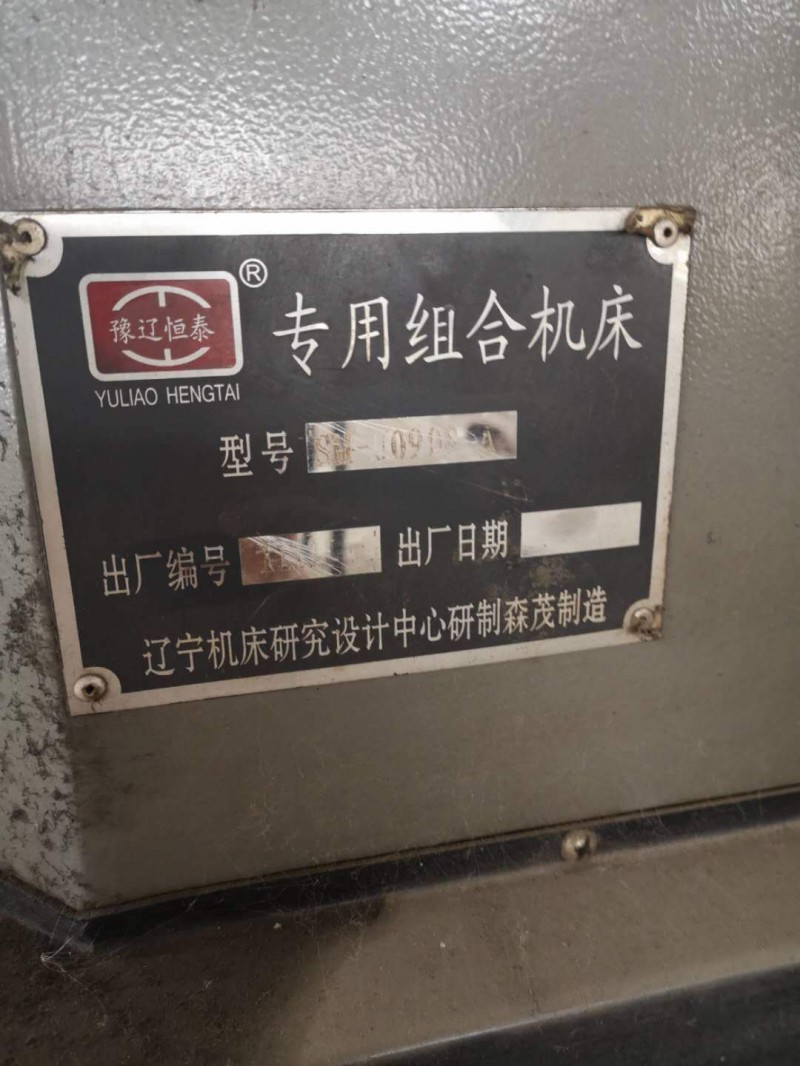 豫辽恒泰
®
YULIAO HENGTAI
专用组合机床
型号
出厂编号 出厂日期
辽宁机床研究设计中心研制森茂制造